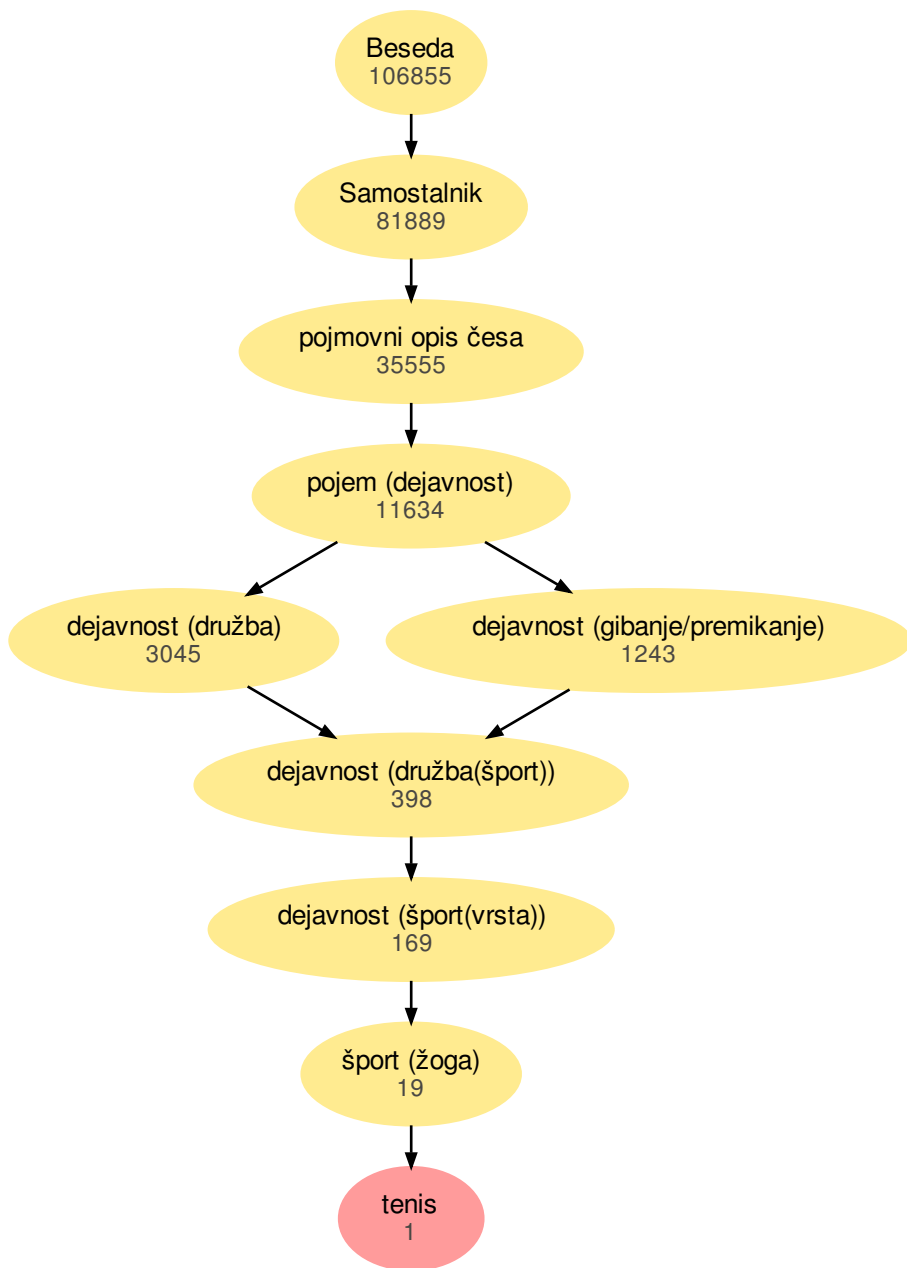 Beseda
106855
Samostalnik
81889
pojmovni opis česa
35555
pojem (dejavnost)
11634
dejavnost (družba)
3045
dejavnost (gibanje/premikanje)
1243
dejavnost (družba(šport))
398
dejavnost (šport(vrsta))
169
šport (žoga)
19
tenis
1